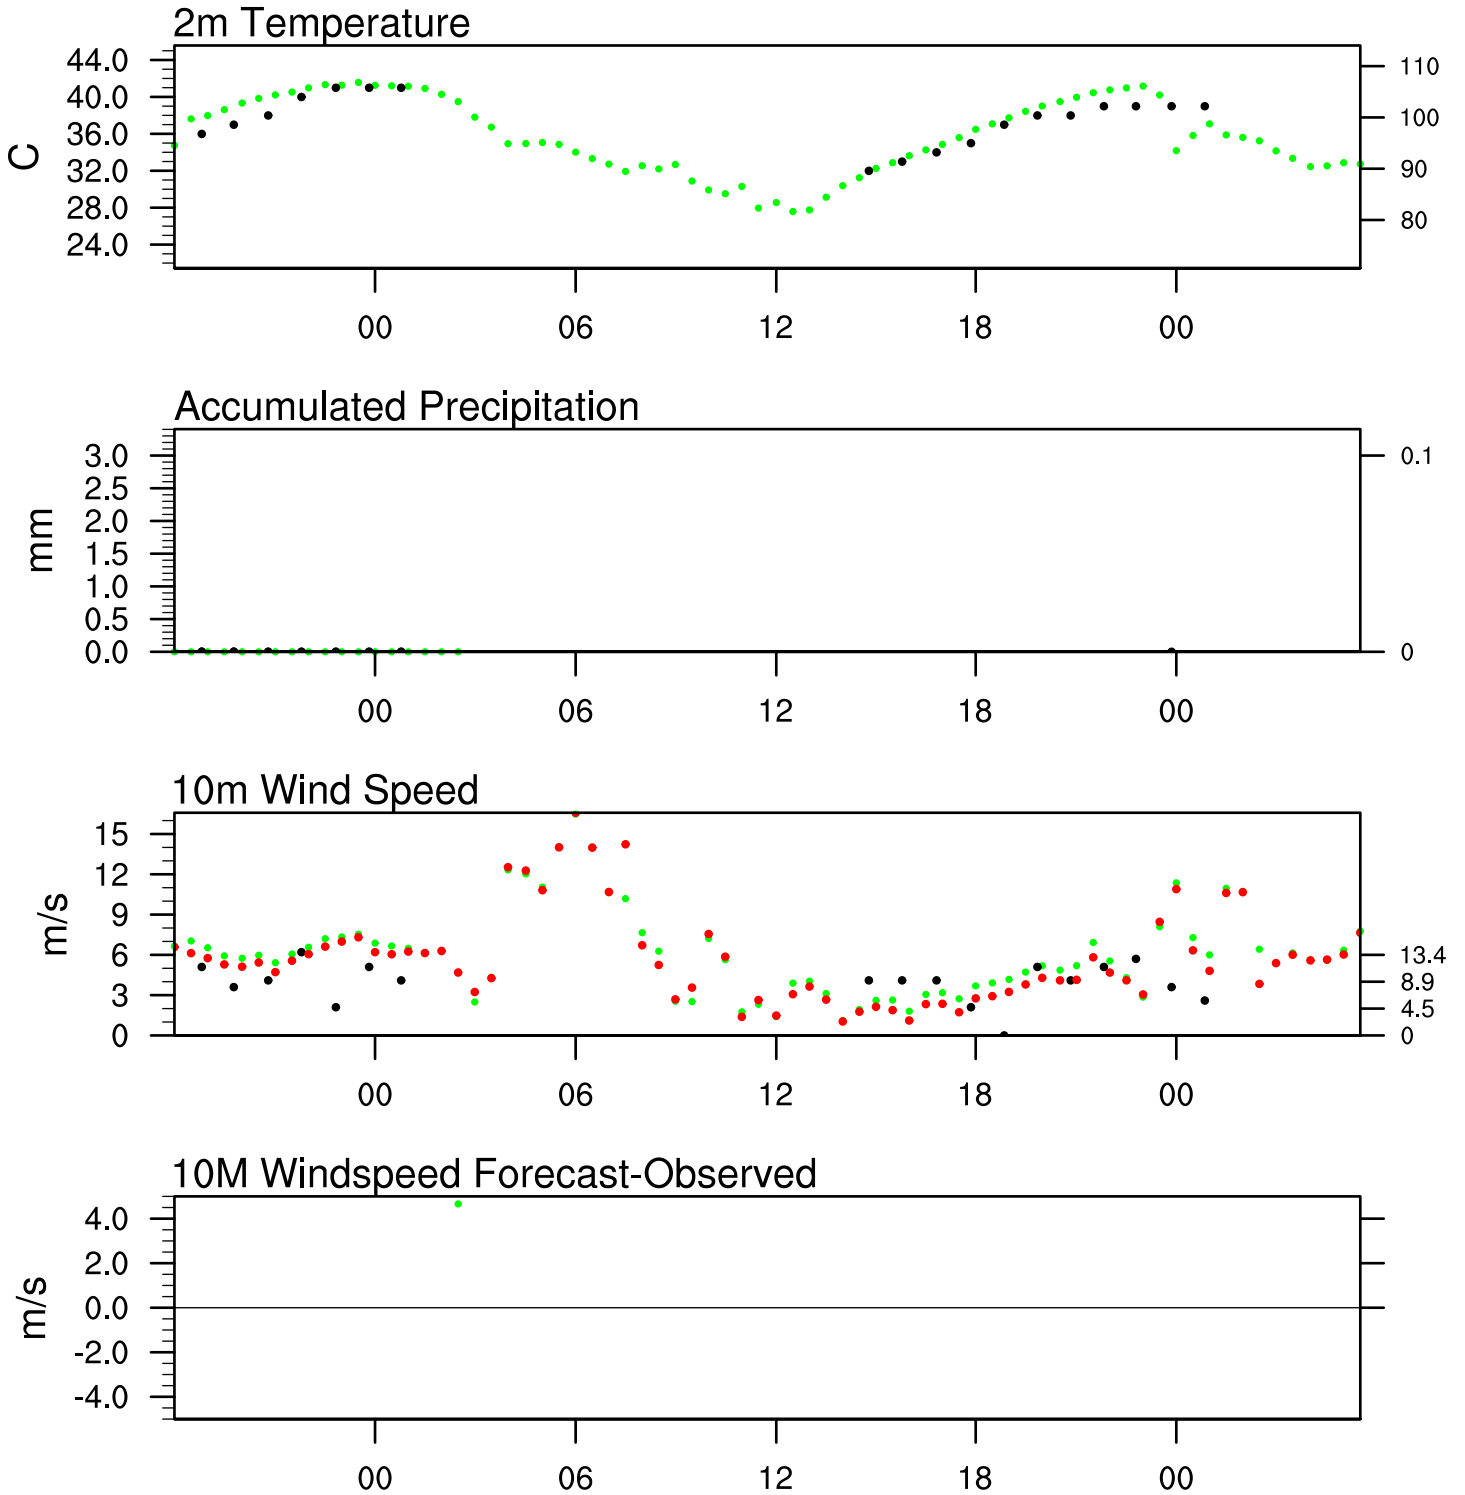 2m Temperature
44.0
40.0
36.0
32.0
28.0
24.0
C
110
100
90
80
00 06 12 18 00
Accumulated Precipitation
3.0
2.5
2.0
1.5
1.0
0.5
0.0
mm
0.1
0
00 06 12 18 00
10m Wind Speed
15
12
9
6
3
0
m/s
13.4
8.9
4.5
0
00 06 12 18 00
10M Windspeed Forecast-Observed
4.0
2.0
0.0
-2.0
-4.0
m/s
00 06 12 18 00